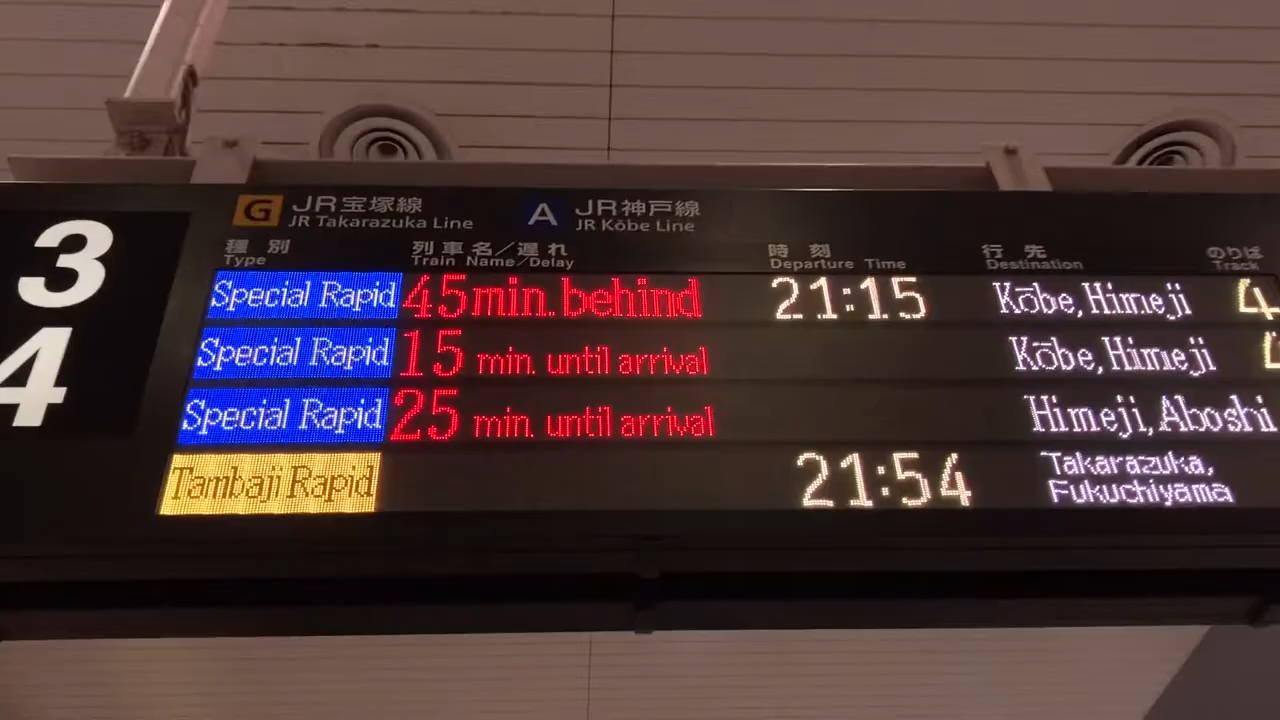 3
4
G JR宝塚線 JR Takarazuka Line A JR神戸線 JR Kōbe Line
種別 Type 列車名/遅れ Train Name/Delay 時刻 Departure Time 行先 Destination のりば Track
Special Rapid 45min. behind 21:15 Kōbe, Himeji 4
Special Rapid 15 min. until arrival Kōbe, Himeji 4
Special Rapid 25 min. until arrival Himeji, Aboshi
Tambaji Rapid 21:54 Takarazuka, Fukuchiyama